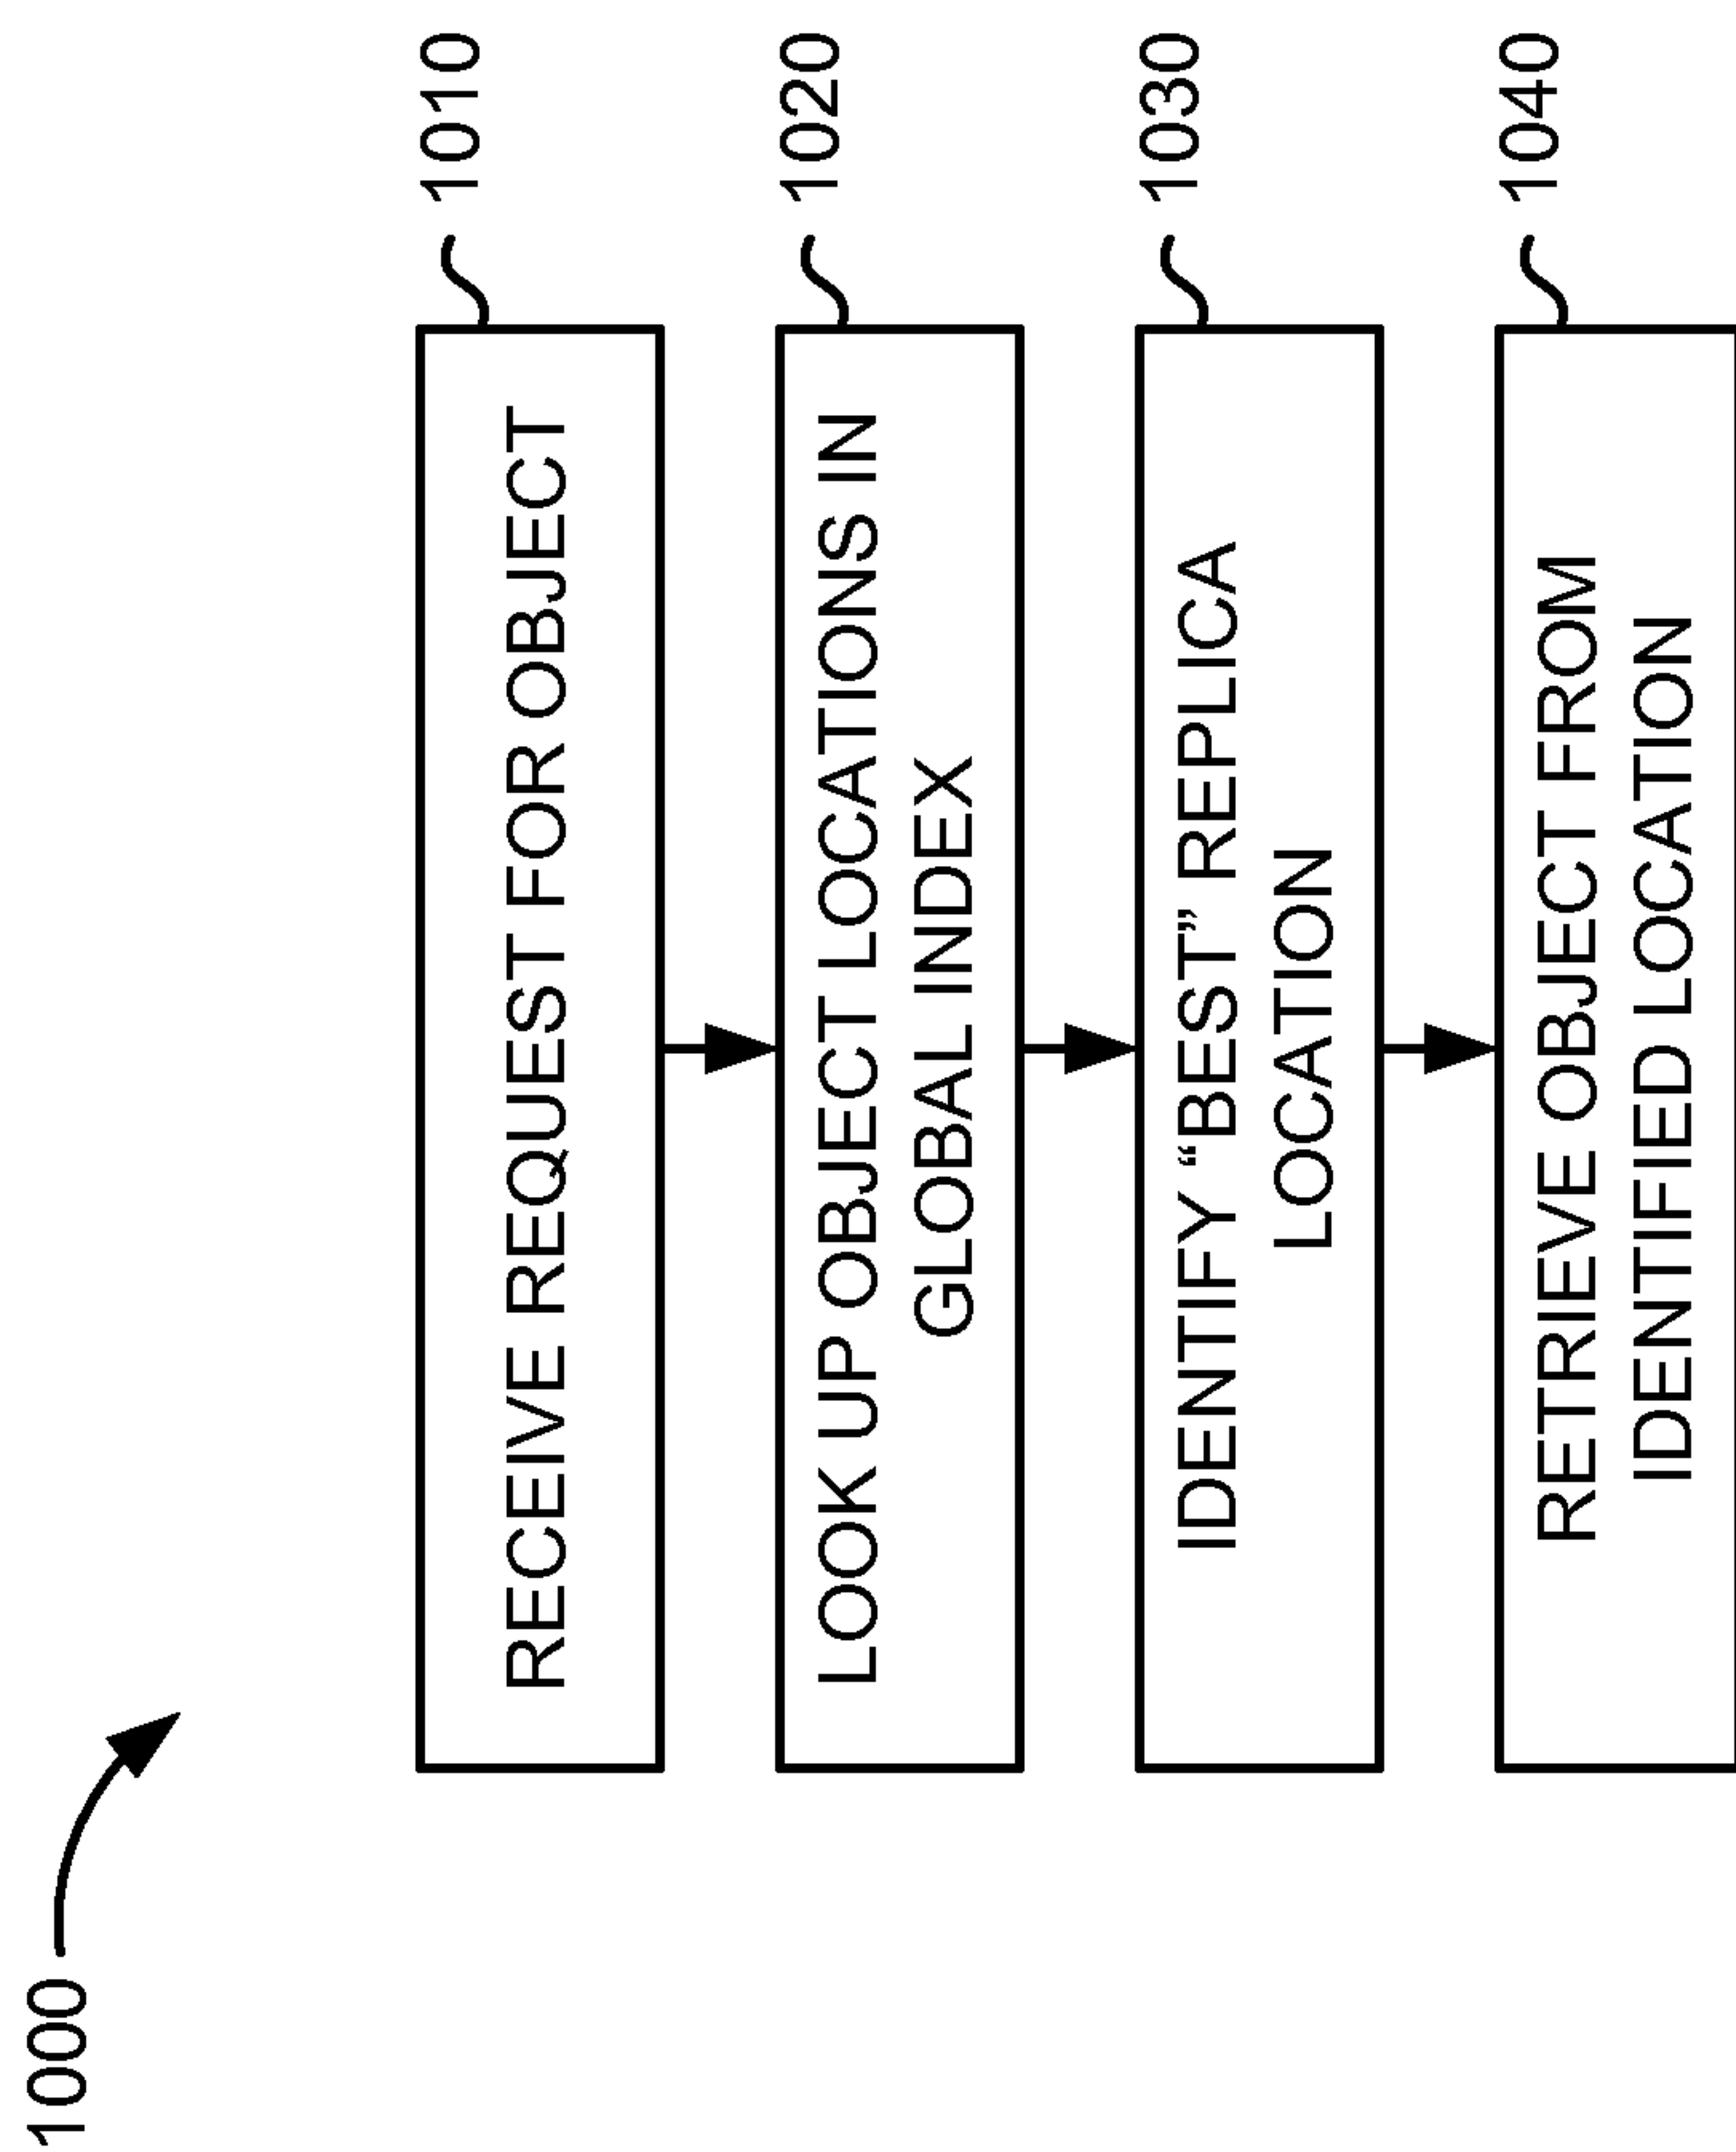 1000
RECEIVE REQUEST FOR OBJECT
1010
LOOK UP OBJECT LOCATIONS IN
GLOBAL INDEX
1020
IDENTIFY “BEST” REPLICA
LOCATION
1030
RETRIEVE OBJECT FROM
IDENTIFIED LOCATION
1040